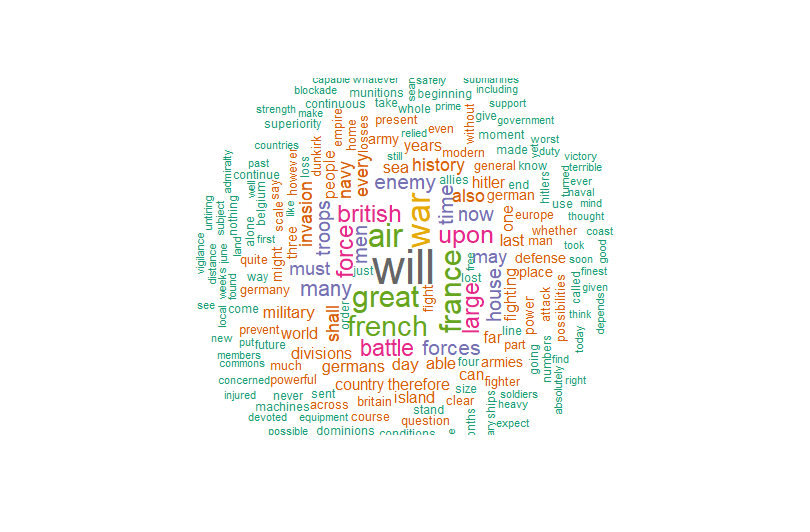 capable whatever submarines
blockade munitions sean safely beginning including
strength make continuous take whole prime support
superiority empire present relied even without give government
countries dunkirk home losses army years modern moment yet worst
past however loss people navy every still sea history general made know duty victory
admiralty continue say enemy allies hitler end hitlers turned terrible ever
untiring subject nothing well belgium scale like invasion troops british men time also german use naval mind
land alone first three force air war upon now one europe coast thought
vigilance distance june quite might must just will free may last man whether took good
weeks found way many great france lost large house defense soon finest
see local germany order fight place possibilities called given
come military shall french fighting power attack depends
new prevent world battle forces far line part numbers think today
put future divisions four armies going find
members commons much germans day able can
concerned powerful country therefore size fighter absolutely right
injured never sent britain island clear ships soldiers
machines across stand heavy
devoted equipment course question expect
possible dominions conditions